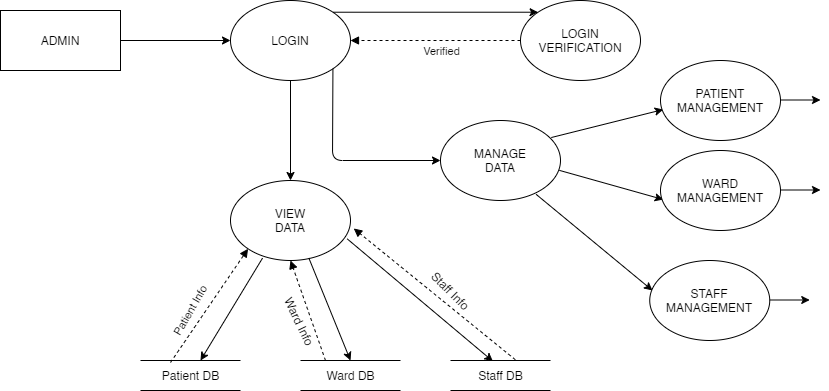 ADMIN
LOGIN
LOGIN
VERIFICATION
Verified
PATIENT
MANAGEMENT
MANAGE
DATA
WARD
MANAGEMENT
VIEW
DATA
STAFF
MANAGEMENT
Patient Info
Ward Info
Staff Info
Patient DB
Ward DB
Staff DB